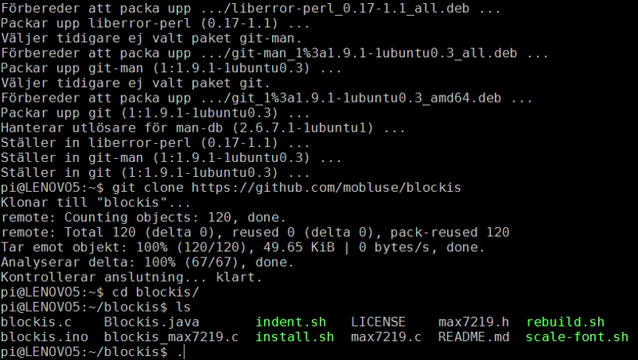 Förbereder att packa upp .../liberror-perl_0.17-1.1_all.deb ...
Packar upp liberror-perl (0.17-1.1) ...
Väljer tidigare ej valt paket git-man.
Förbereder att packa upp .../git-man_1%3a1.9.1-1ubuntu0.3_all.deb ...
Packar upp git-man (1:1.9.1-1ubuntu0.3) ...
Väljer tidigare ej valt paket git.
Förbereder att packa upp .../git_1%3a1.9.1-1ubuntu0.3_amd64.deb ...
Packar upp git (1:1.9.1-1ubuntu0.3) ...
Hanterar utlösare för man-db (2.6.7.1-1ubuntu1) ...
Ställer in liberror-perl (0.17-1.1) ...
Ställer in git-man (1:1.9.1-1ubuntu0.3) ...
Ställer in git (1:1.9.1-1ubuntu0.3) ...
pi@LENOVO5:~$ git clone https://github.com/mobluse/blockis
Klonar till "blockis"...
remote: Counting objects: 120, done.
remote: Total 120 (delta 0), reused 0 (delta 0), pack-reused 120
Tar emot objekt: 100% (120/120), 49.65 KiB | 0 bytes/s, done.
Analyserar delta: 100% (67/67), done.
Kontrollerar anslutning... klart.
pi@LENOVO5:~$ cd blockis/
pi@LENOVO5:~/blockis$ ls
blockis.c Blockis.java indent.sh LICENSE max7219.h rebuild.sh
blockis.ino blockis_max7219.c install.sh max7219.c README.md scale-font.sh
pi@LENOVO5:~/blockis$ .